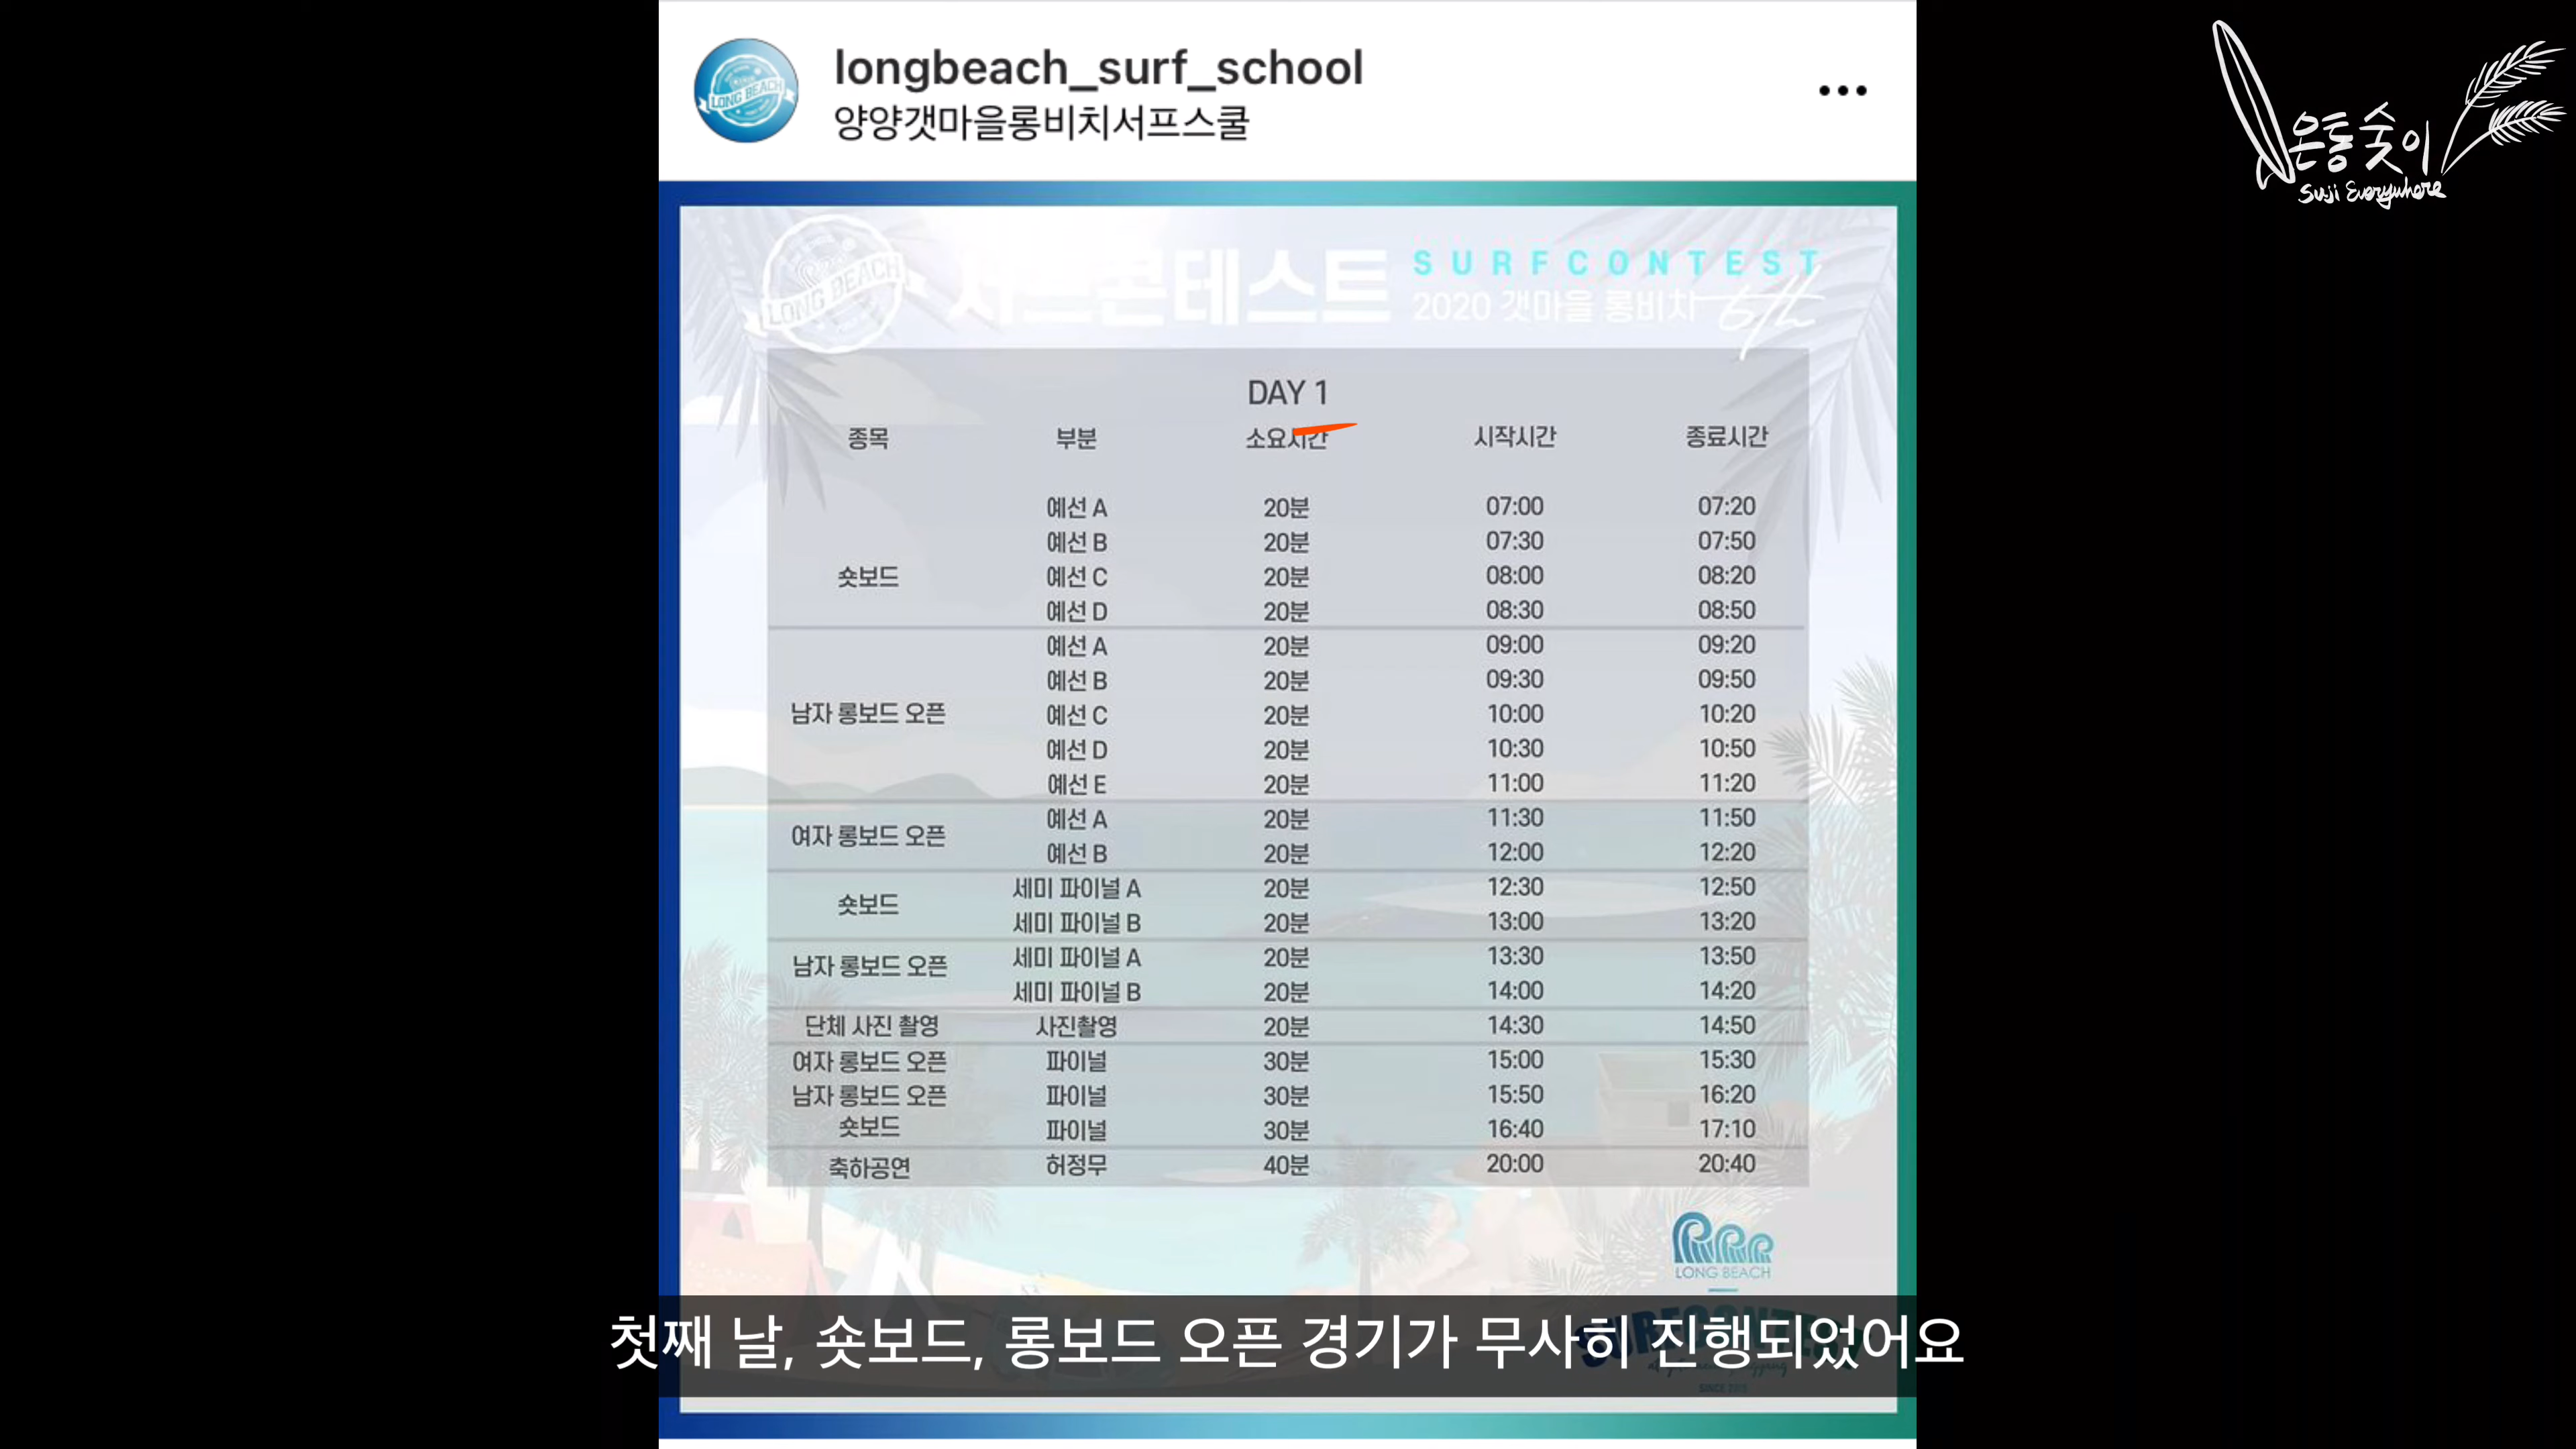 longbeach_surf_school
양양갯마을롱비치서프스쿨
온통숯이
Suji Everywhere
LONG BEACH
서프콘테스트
SURFCONTEST
2020 갯마을 롱비치
DAY 1
종목 부분 소요시간 시작시간 종료시간
숏보드
예선 A 20분 07:00 07:20
예선 B 20분 07:30 07:50
예선 C 20분 08:00 08:20
예선 D 20분 08:30 08:50
남자 롱보드 오픈
예선 A 20분 09:00 09:20
예선 B 20분 09:30 09:50
예선 C 20분 10:00 10:20
예선 D 20분 10:30 10:50
예선 E 20분 11:00 11:20
여자 롱보드 오픈
예선 A 20분 11:30 11:50
예선 B 20분 12:00 12:20
숏보드
세미 파이널 A 20분 12:30 12:50
세미 파이널 B 20분 13:00 13:20
남자 롱보드 오픈
세미 파이널 A 20분 13:30 13:50
세미 파이널 B 20분 14:00 14:20
단체 사진 촬영 사진촬영 20분 14:30 14:50
여자 롱보드 오픈 파이널 30분 15:00 15:30
남자 롱보드 오픈 파이널 30분 15:50 16:20
숏보드 파이널 30분 16:40 17:10
축하공연 허정무 40분 20:00 20:40
LONG BEACH
SURFCONTEST
첫째 날, 숏보드, 롱보드 오픈 경기가 무사히 진행되었어요